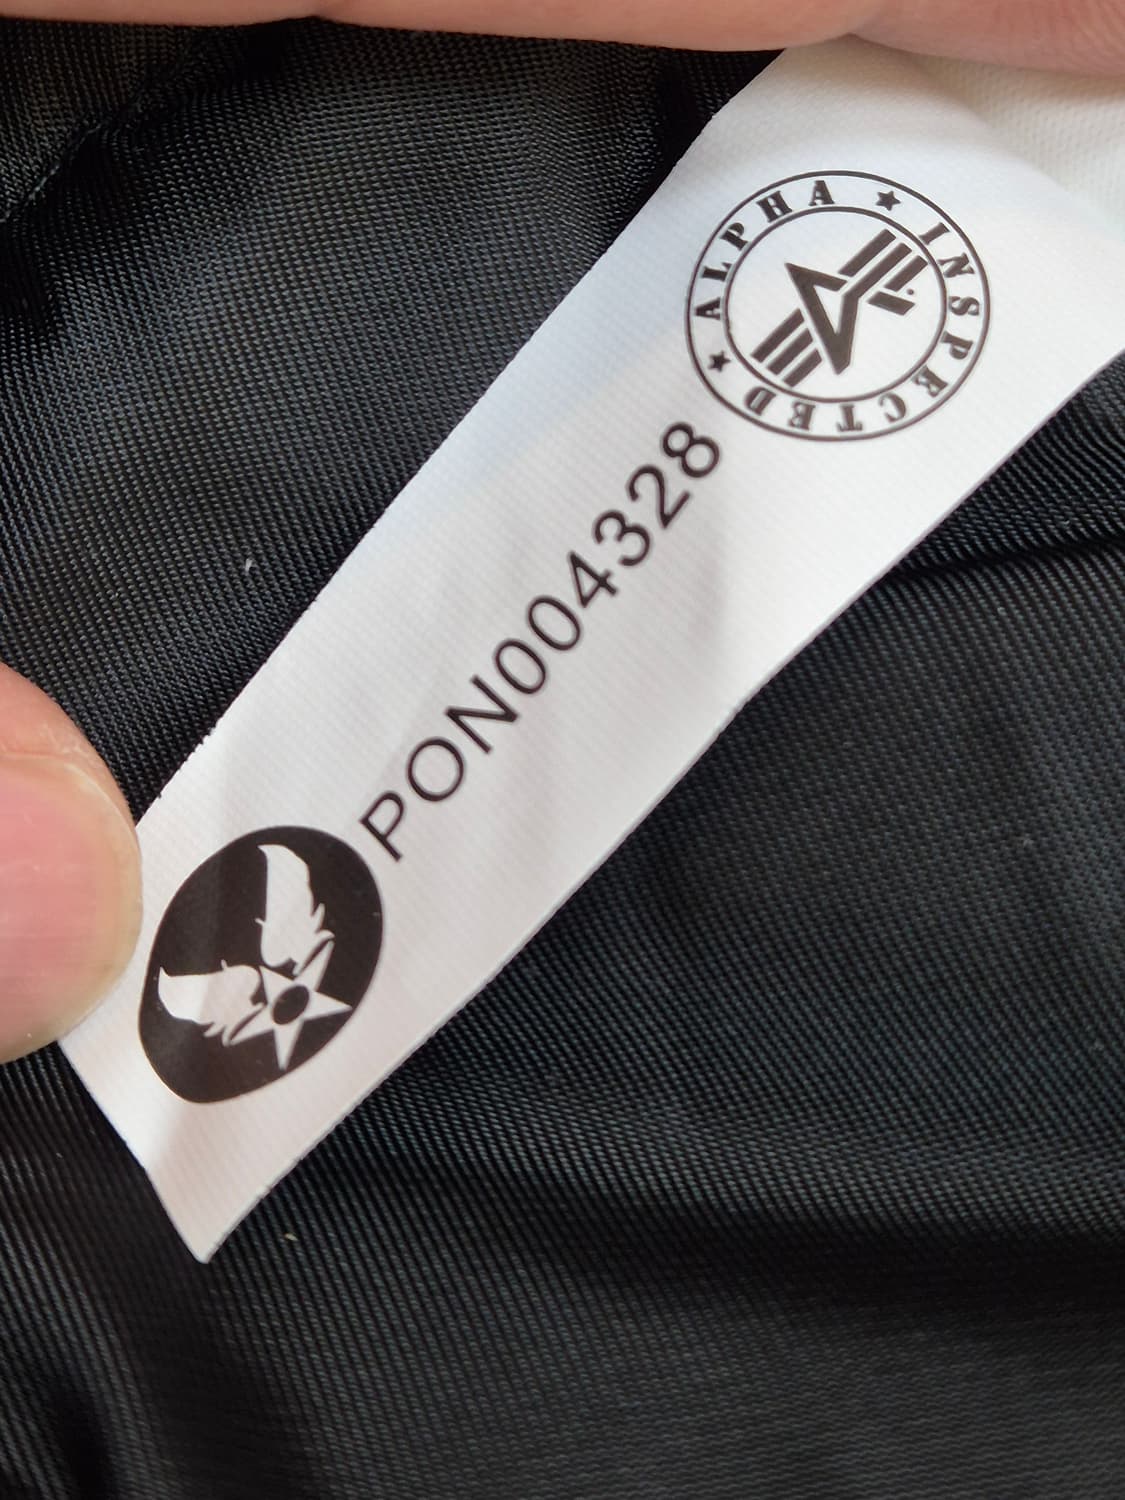 ALPHA ★ INSPECTED ★
PON004328